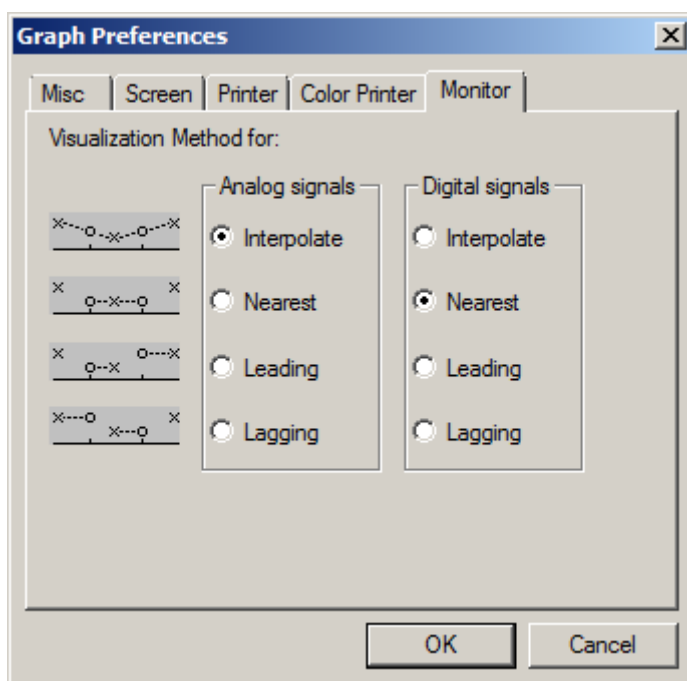 Graph Preferences
Misc Screen Printer Color Printer Monitor
Visualization Method for:
Analog signals Digital signals
Interpolate Interpolate
Nearest Nearest
Leading Leading
Lagging Lagging
OK Cancel